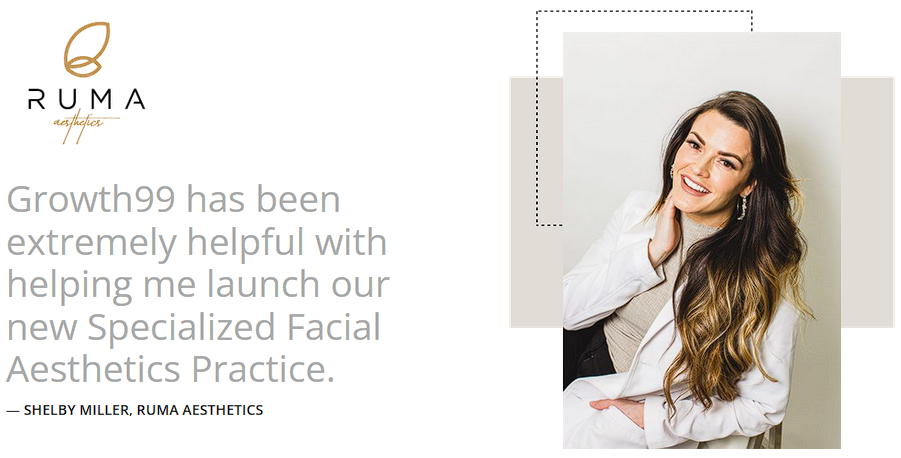 RUMA
aesthetics
Growth99 has been
extremely helpful with
helping me launch our
new Specialized Facial
Aesthetics Practice.
— SHELBY MILLER, RUMA AESTHETICS